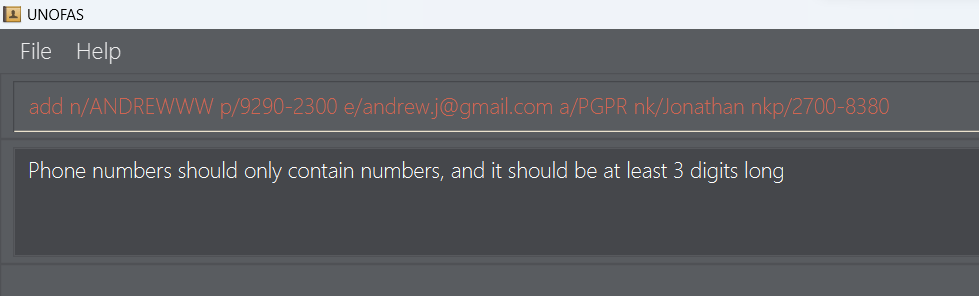 UNOFAS
File Help
add n/ANDREWWW p/9290-2300 e/andrew.j@gmail.com a/PGPR nk/Jonathan nkp/2700-8380
Phone numbers should only contain numbers, and it should be at least 3 digits long